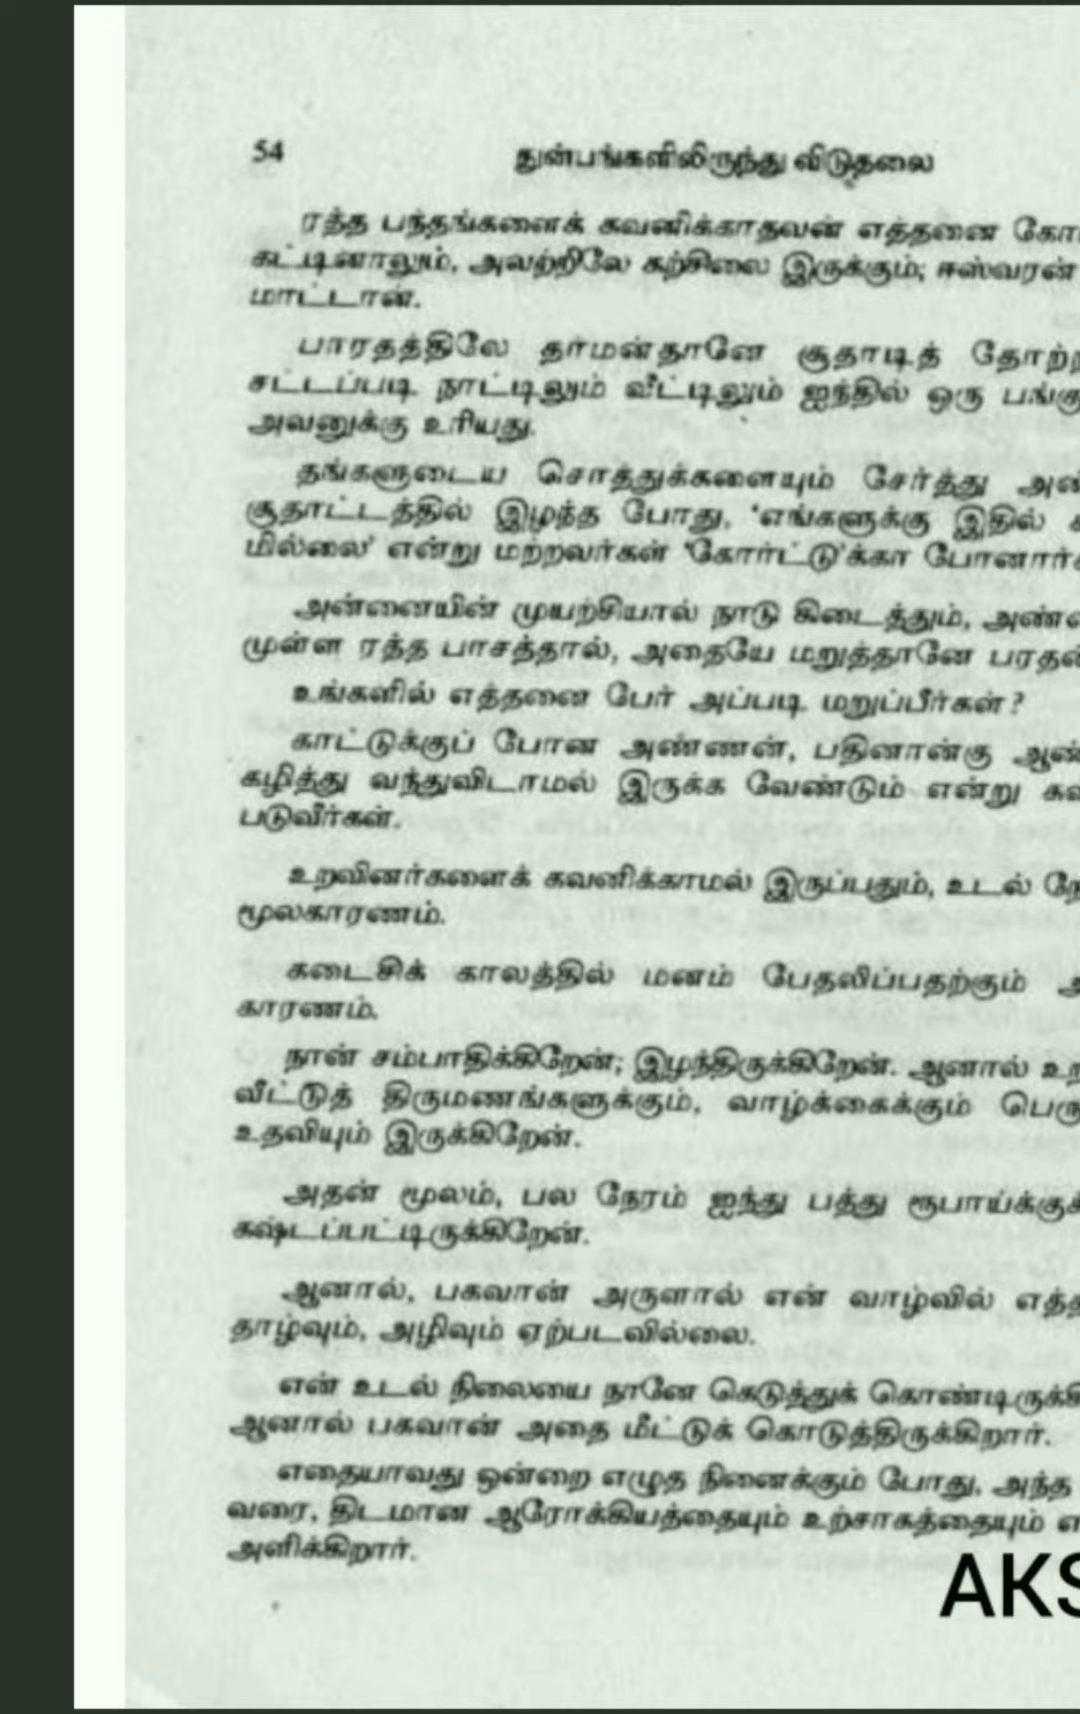 54
துன்பங்களிலிருந்து விடுதலை
ரத்த பந்தங்களைக் கவனிக்காதவன் எத்தனை
கட்டினாலும், அவற்றிலே கற்சிலை இருக்கும்; ஈஸ்வரன்
மாட்டான்.
பாரதத்திலே தர்மன்தானே சூதாடித்
சட்டப்படி நாட்டிலும் வீட்டிலும் ஐந்தில் ஒரு
அவனுக்கு உரியது.
தங்களுடைய சொத்துக்களையும் சேர்த்து
சூதாட்டத்தில் இழந்த போது, 'எங்களுக்கு இதில்
மில்லை' என்று மற்றவர்கள் 'கோர்ட்டு'க்கா
அன்னையின் முயற்சியால் நாடு கிடைத்தும்,
முள்ள ரத்த பாசத்தால், அதையே மறுத்தானே
உங்களில் எத்தனை பேர் அப்படி மறுப்பீர்கள்?
காட்டுக்குப் போன அண்ணன், பதினான்கு
கழித்து வந்துவிடாமல் இருக்க வேண்டும் என்று
படுவீர்கள்.
உறவினர்களைக் கவனிக்காமல் இருப்பதும், உடல்
மூலகாரணம்.
கடைசிக் காலத்தில் மனம் பேதலிப்பதற்கும்
காரணம்.
நான் சம்பாதிக்கிறேன்; இழந்திருக்கிறேன். ஆனால்
வீட்டுத் திருமணங்களுக்கும், வாழ்க்கைக்கும்
உதவியும் இருக்கிறேன்.
அதன் மூலம், பல நேரம் ஐந்து பத்து
கஷ்டப்பட்டிருக்கிறேன்.
ஆனால், பகவான் அருளால் என் வாழ்வில்
தாழ்வும், அழிவும் ஏற்படவில்லை.
என் உடல் நிலையை நானே கெடுத்துக்
ஆனால் பகவான் அதை மீட்டுக் கொடுத்திருக்கிறார்.
எதையாவது ஒன்றை எழுத நினைக்கும் போது, அந்த
வரை, திடமான ஆரோக்கியத்தையும் உற்சாகத்தையும்
அளிக்கிறார்.
AKS